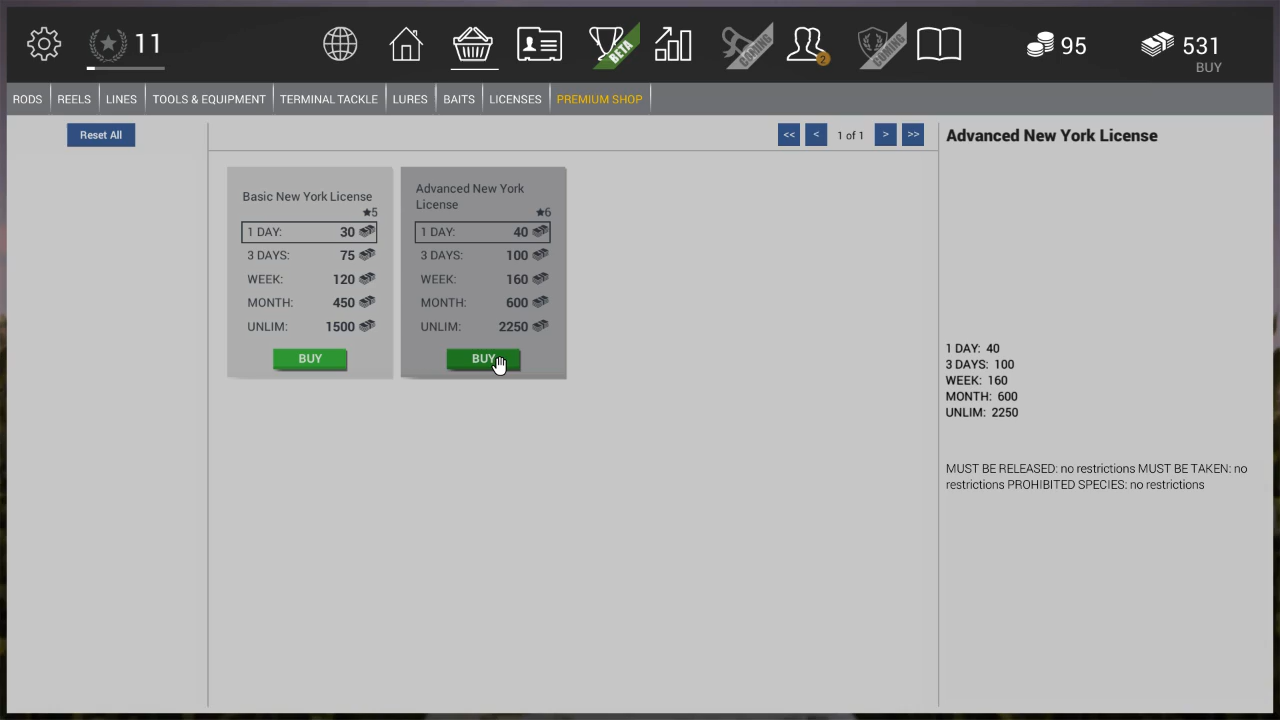 11
BETA
COMING
2
COMING
95
531
BUY
RODS
REELS
LINES
TOOLS & EQUIPMENT
TERMINAL TACKLE
LURES
BAITS
LICENSES
PREMIUM SHOP
Reset All
<<
<
1 of 1
>
>>
Basic New York License
5
1 DAY: 30
3 DAYS: 75
WEEK: 120
MONTH: 450
UNLIM: 1500
BUY
Advanced New York
License
6
1 DAY: 40
3 DAYS: 100
WEEK: 160
MONTH: 600
UNLIM: 2250
BUY
Advanced New York License
1 DAY: 40
3 DAYS: 100
WEEK: 160
MONTH: 600
UNLIM: 2250
MUST BE RELEASED: no restrictions MUST BE TAKEN: no
restrictions PROHIBITED SPECIES: no restrictions